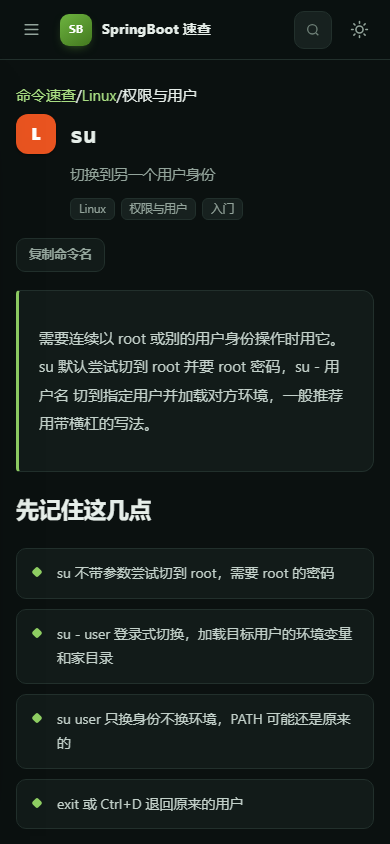 SB SpringBoot 速查
命令速查/Linux/权限与用户
L su
切换到另一个用户身份
Linux 权限与用户 入门
复制命令名
需要连续以 root 或别的用户身份操作时用它。
su 默认尝试切到 root 并要 root 密码，su - 用
户名 切到指定用户并加载对方环境，一般推荐
用带横杠的写法。
先记住这几点
su 不带参数尝试切到 root，需要 root 的密码
su - user 登录式切换，加载目标用户的环境变量
和家目录
su user 只换身份不换环境，PATH 可能还是原来
的
exit 或 Ctrl+D 退回原来的用户